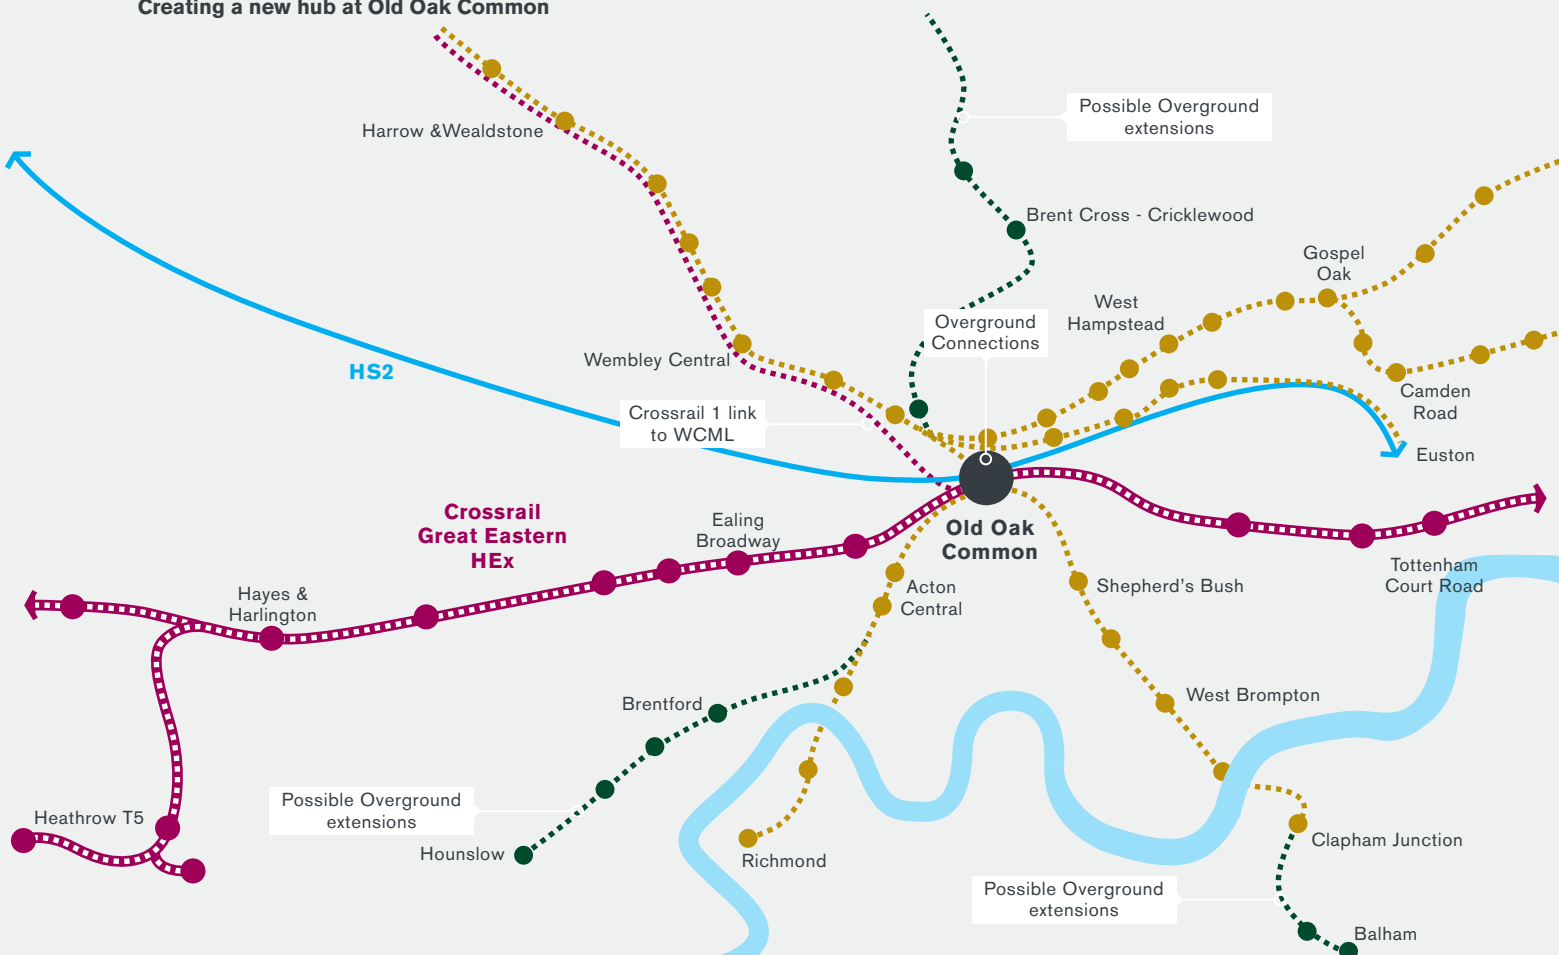 Creating a new hub at Old Oak Common
Possible Overground
extensions
Harrow &Wealdstone
Brent Cross - Cricklewood
Gospel
Oak
West
Hampstead
Overground
Connections
Wembley Central
HS2
Camden
Road
Crossrail 1 link
to WCML
Euston
Crossrail
Great Eastern
HEx
Ealing
Broadway
Old Oak
Common
Tottenham
Court Road
Hayes &
Harlington
Acton
Central
Shepherd's Bush
West Brompton
Brentford
Possible Overground
extensions
Heathrow T5
Hounslow
Richmond
Clapham Junction
Possible Overground
extensions
Balham